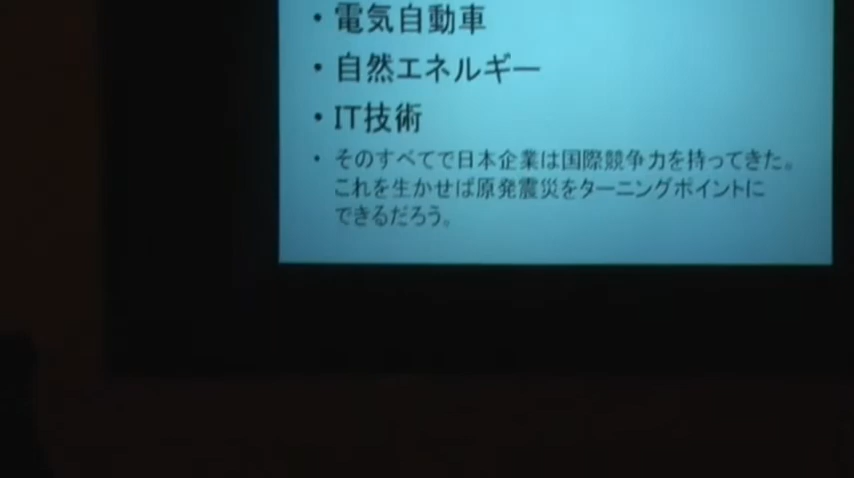 ・電気自動車
・自然エネルギー
・IT技術
・そのすべてで日本企業は国際競争力を持ってきた。
これを生かせば原発震災をターニングポイントに
できるだろう。